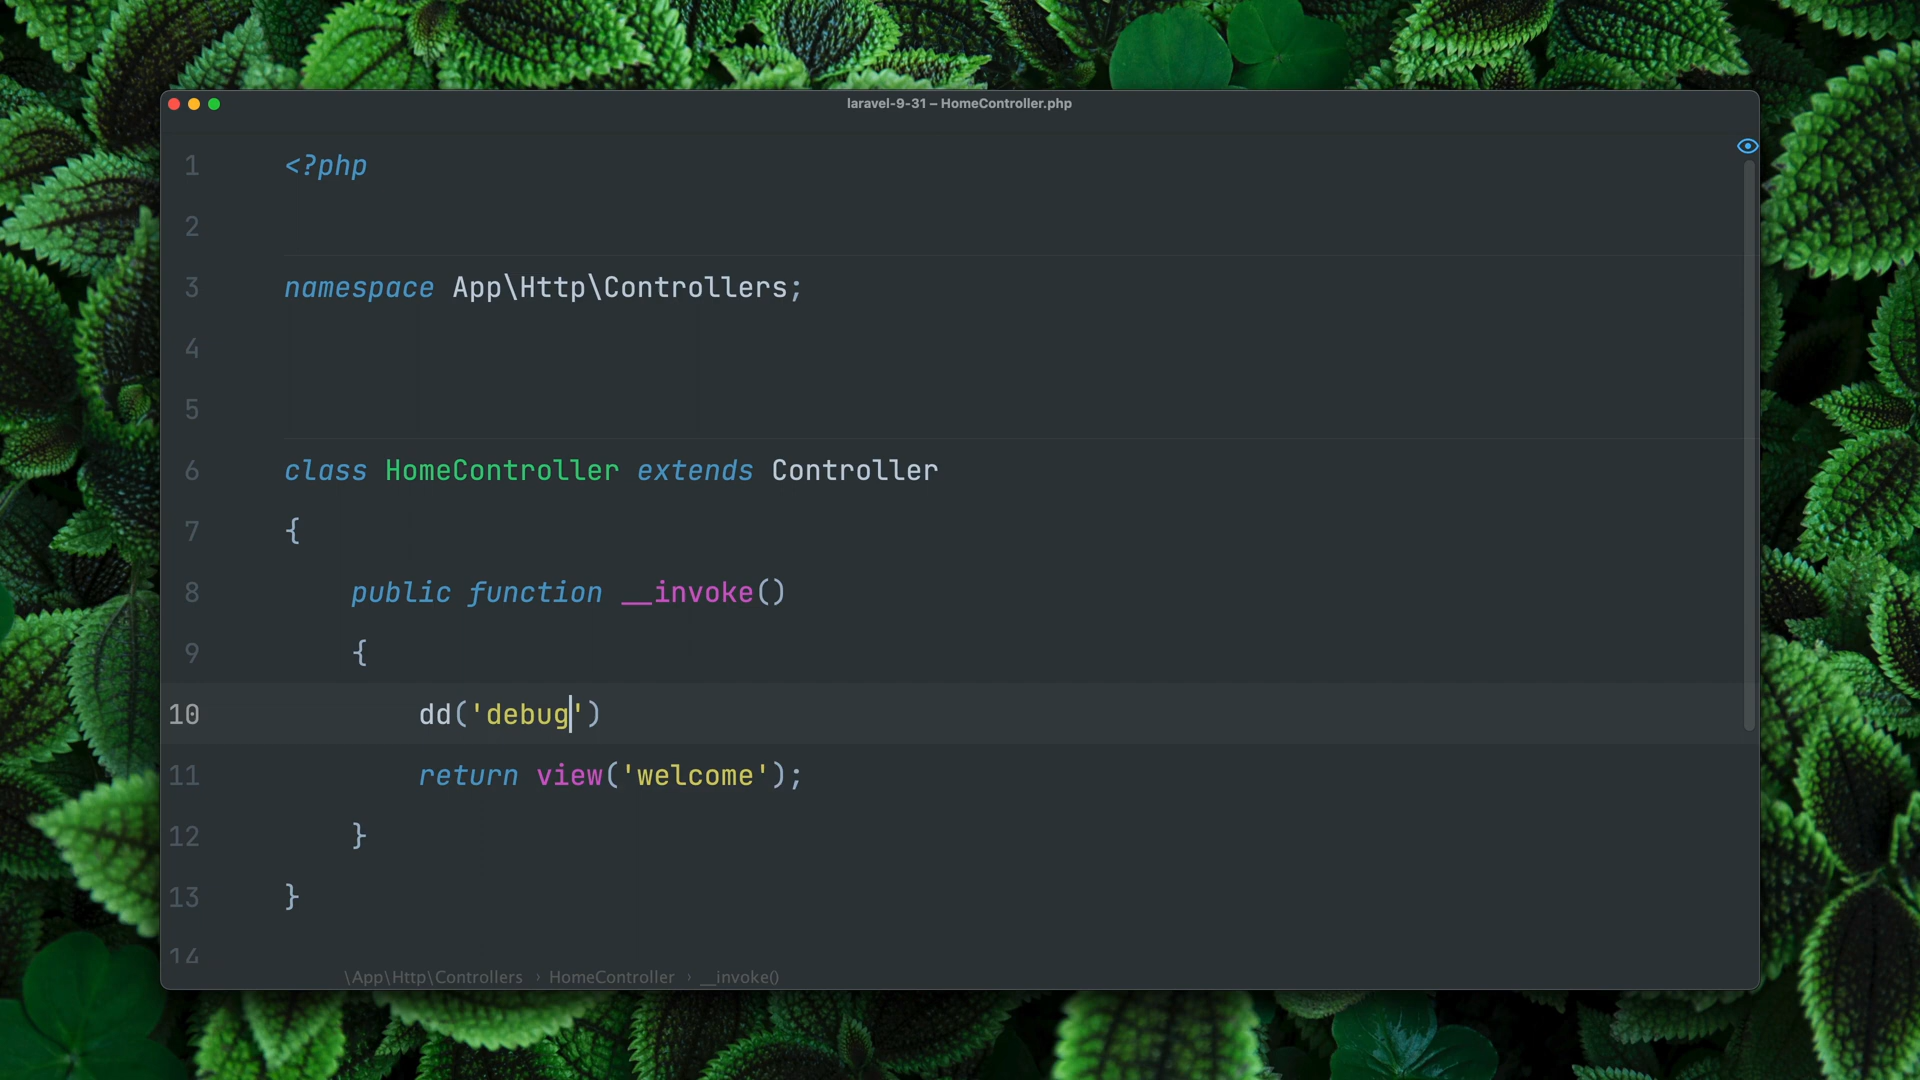 laravel-9-31 – HomeController.php
1 <?php
2
3 namespace App\Http\Controllers;
4
5
6 class HomeController extends Controller
7 {
8 public function __invoke()
9 {
10 dd('debug')
11 return view('welcome');
12 }
13 }
14
\App\Http\Controllers › HomeController › __invoke()